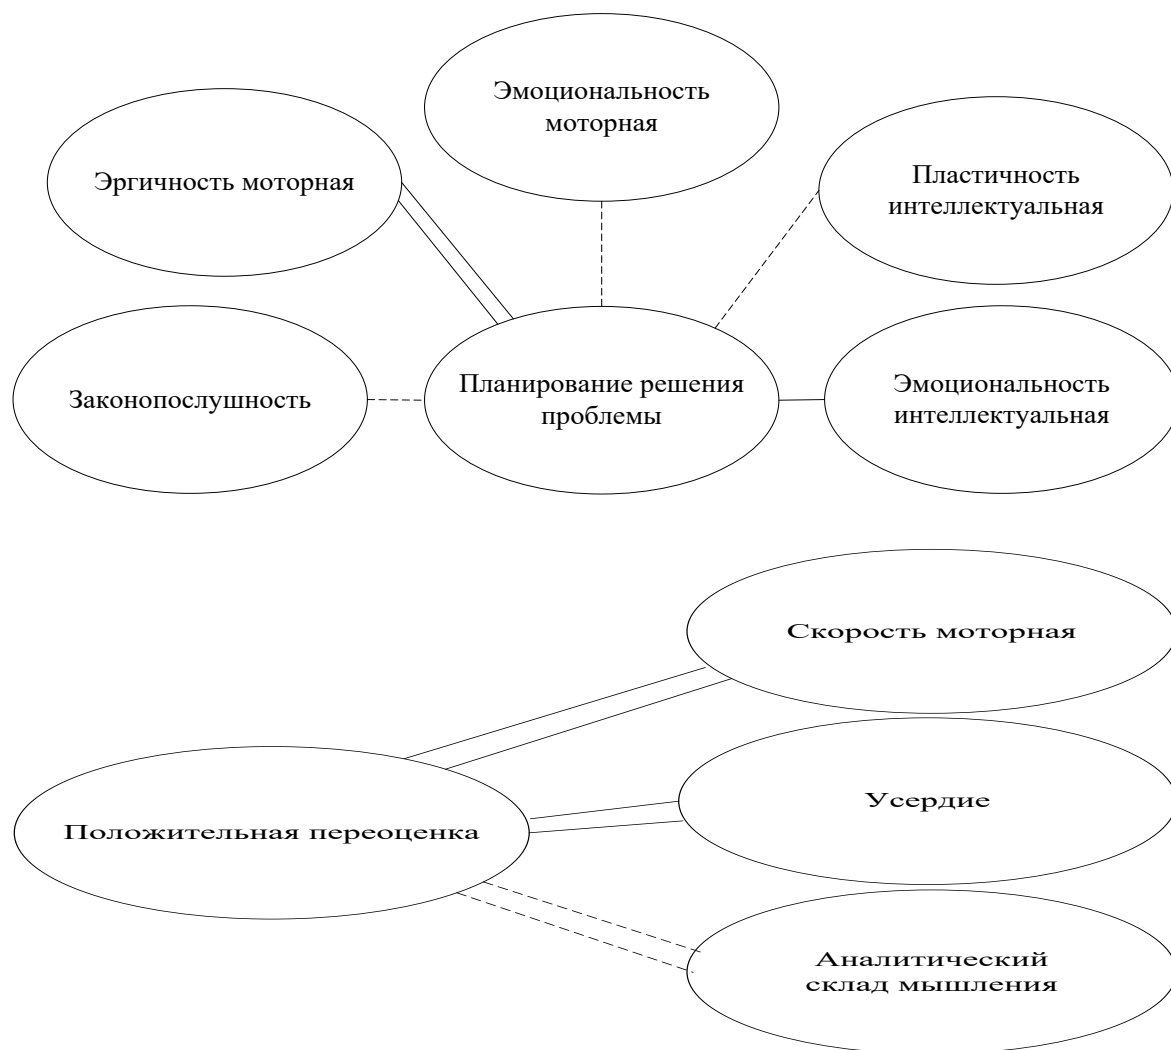 Эмоциональность
моторная
Эргичность моторная
Пластичность
интеллектуальная
Законопослушность
Планирование решения
проблемы
Эмоциональность
интеллектуальная
Скорость моторная
Усердие
Положительная переоценка
Аналитический
склад мышления